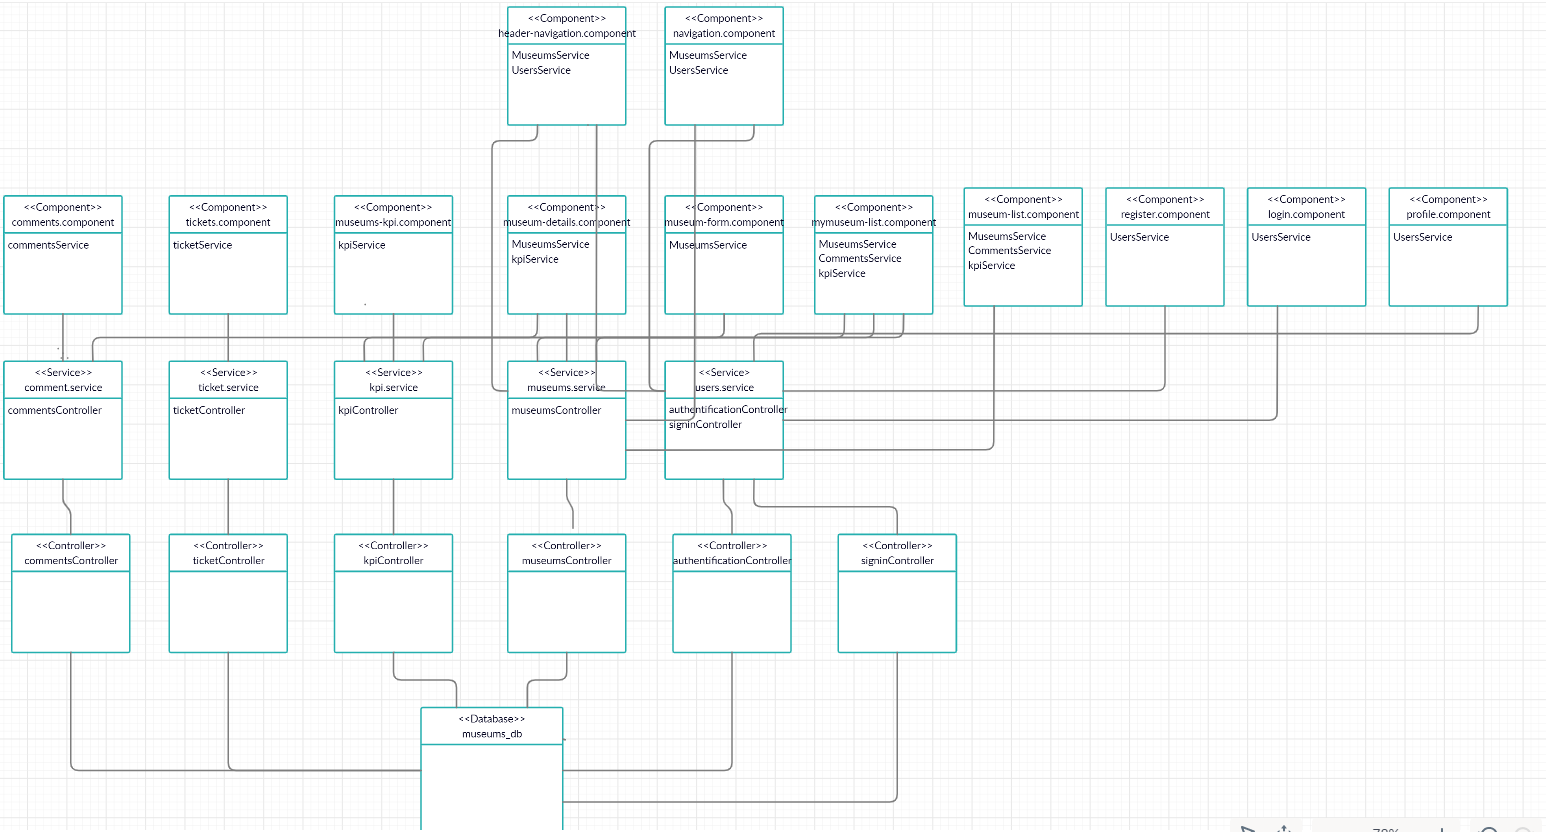 <<Component>>
header-navigation.component
MuseumsService
UsersService
<<Component>>
navigation.component
MuseumsService
UsersService
<<Component>>
comments.component
commentsService
<<Component>>
tickets.component
ticketService
<<Component>>
museums-kpi.component
kpiService
<<Component>>
museum-details.component
MuseumsService
kpiService
<<Component>>
museum-form.component
MuseumsService
<<Component>>
mymuseum-list.component
MuseumsService
CommentsService
kpiService
<<Component>>
museum-list.component
MuseumsService
CommentsService
kpiService
<<Component>>
register.component
UsersService
<<Component>>
login.component
UsersService
<<Component>>
profile.component
UsersService
<<Service>>
comment.service
commentsController
<<Service>>
ticket.service
ticketController
<<Service>>
kpi.service
kpiController
<<Service>>
museums.service
museumsController
<<Service>
users.service
authentificationController
signinController
<<Controller>>
commentsController
<<Controller>>
ticketController
<<Controller>>
kpiController
<<Controller>>
museumsController
<<Controller>>
authentificationController
<<Controller>>
signinController
<<Database>>
museums_db